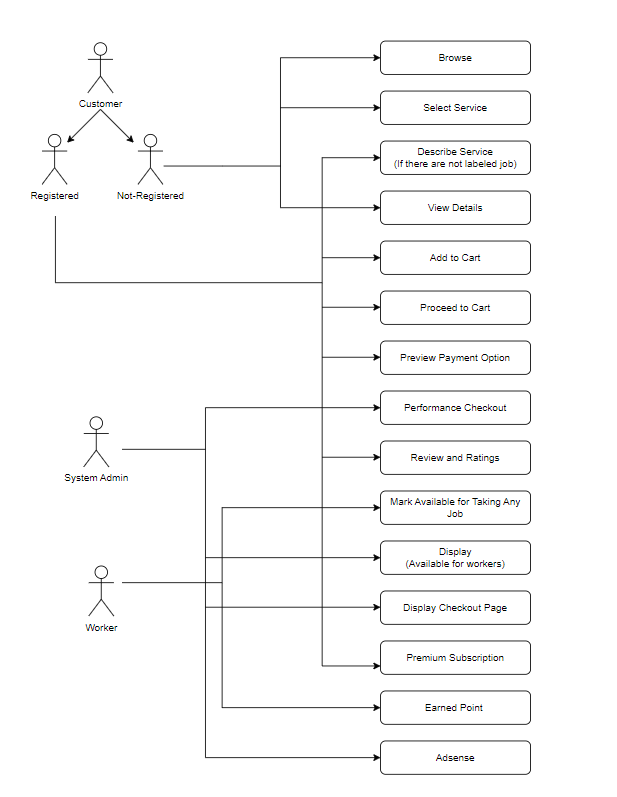 Customer
Registered
Not-Registered
System Admin
Worker
Browse
Select Service
Describe Service
(If there are not labeled job)
View Details
Add to Cart
Proceed to Cart
Preview Payment Option
Performance Checkout
Review and Ratings
Mark Available for Taking Any
Job
Display
(Available for workers)
Display Checkout Page
Premium Subscription
Earned Point
Adsense